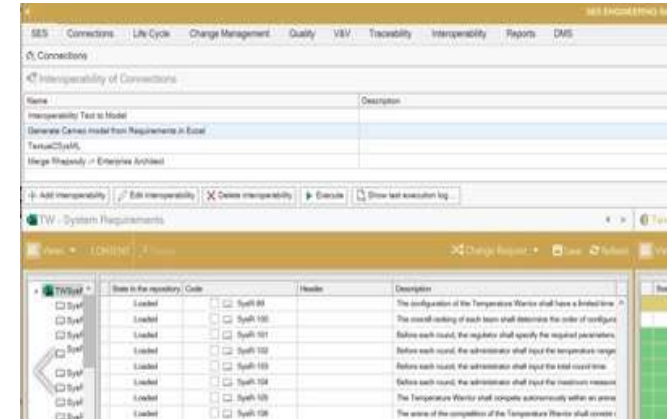 SES ENGINEERING
SES Connections Life Cycle Change Management Quality V&V Traceability Interoperability Reports DMS
Connections
Interoperability of Connections
Name Description
Interoperability Text to Model
Generate Cameo model from Requirements in Excel
Textual2SysML
Merge Rhapsody -> Enterprise Architect
Add interoperability Edit interoperability Delete interoperability Execute Show last execution log...
TW - System Requirements
Views CONTENT Change Request Save Refresh
State in the repository Code Header Description
Loaded SysR-99 The configuration of the Temperature Warrior shall have a limited time
Loaded SysR-100 The overall ranking of each team shall determine the order of
Loaded SysR-101 Before each round, the regulator shall specify the required parameters,
Loaded SysR-102 Before each round, the administrator shall input the temperature range
Loaded SysR-103 Before each round, the administrator shall input the total round time
Loaded SysR-104 Before each round, the administrator shall input the maximum
Loaded SysR-105 The Temperature Warrior shall compete autonomously within an
Loaded SysR-106 The arena of the competition of the Temperature Warrior shall